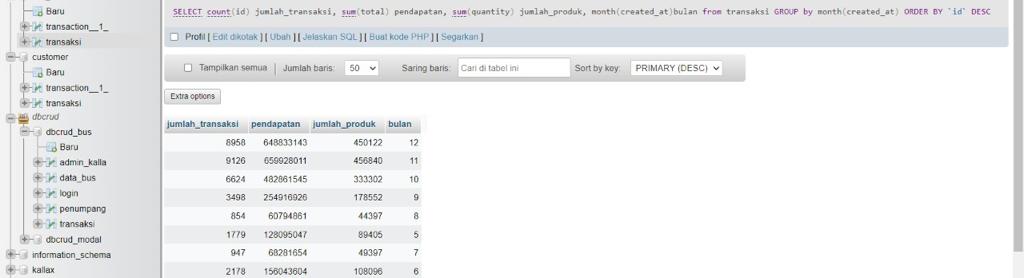 Baru
transaction__1_
transaksi
customer
Baru
transaction__1_
transaksi
dbcrud
dbcrud_bus
Baru
admin_kalla
data_bus
login
penumpang
transaksi
dbcrud_modal
information_schema
kallax
SELECT count(id) jumlah_transaksi, sum(total) pendapatan, sum(quantity) jumlah_produk, month(created_at)bulan from transaksi GROUP by month(created_at) ORDER BY `id` DESC
Profil [ Edit dikotak ] [ Ubah ] [ Jelaskan SQL ] [ Buat kode PHP ] [ Segarkan ]
Tampilkan semua | Jumlah baris: 50 Saring baris: Cari di tabel ini Sort by key: PRIMARY (DESC)
Extra options
jumlah_transaksi pendapatan jumlah_produk bulan
8958 648833143 450122 12
9126 659928011 456840 11
6624 482861545 333302 10
3498 254916926 178552 9
854 60794861 44397 8
1779 128095047 89405 5
947 68281654 49397 7
2178 156043604 108096 6